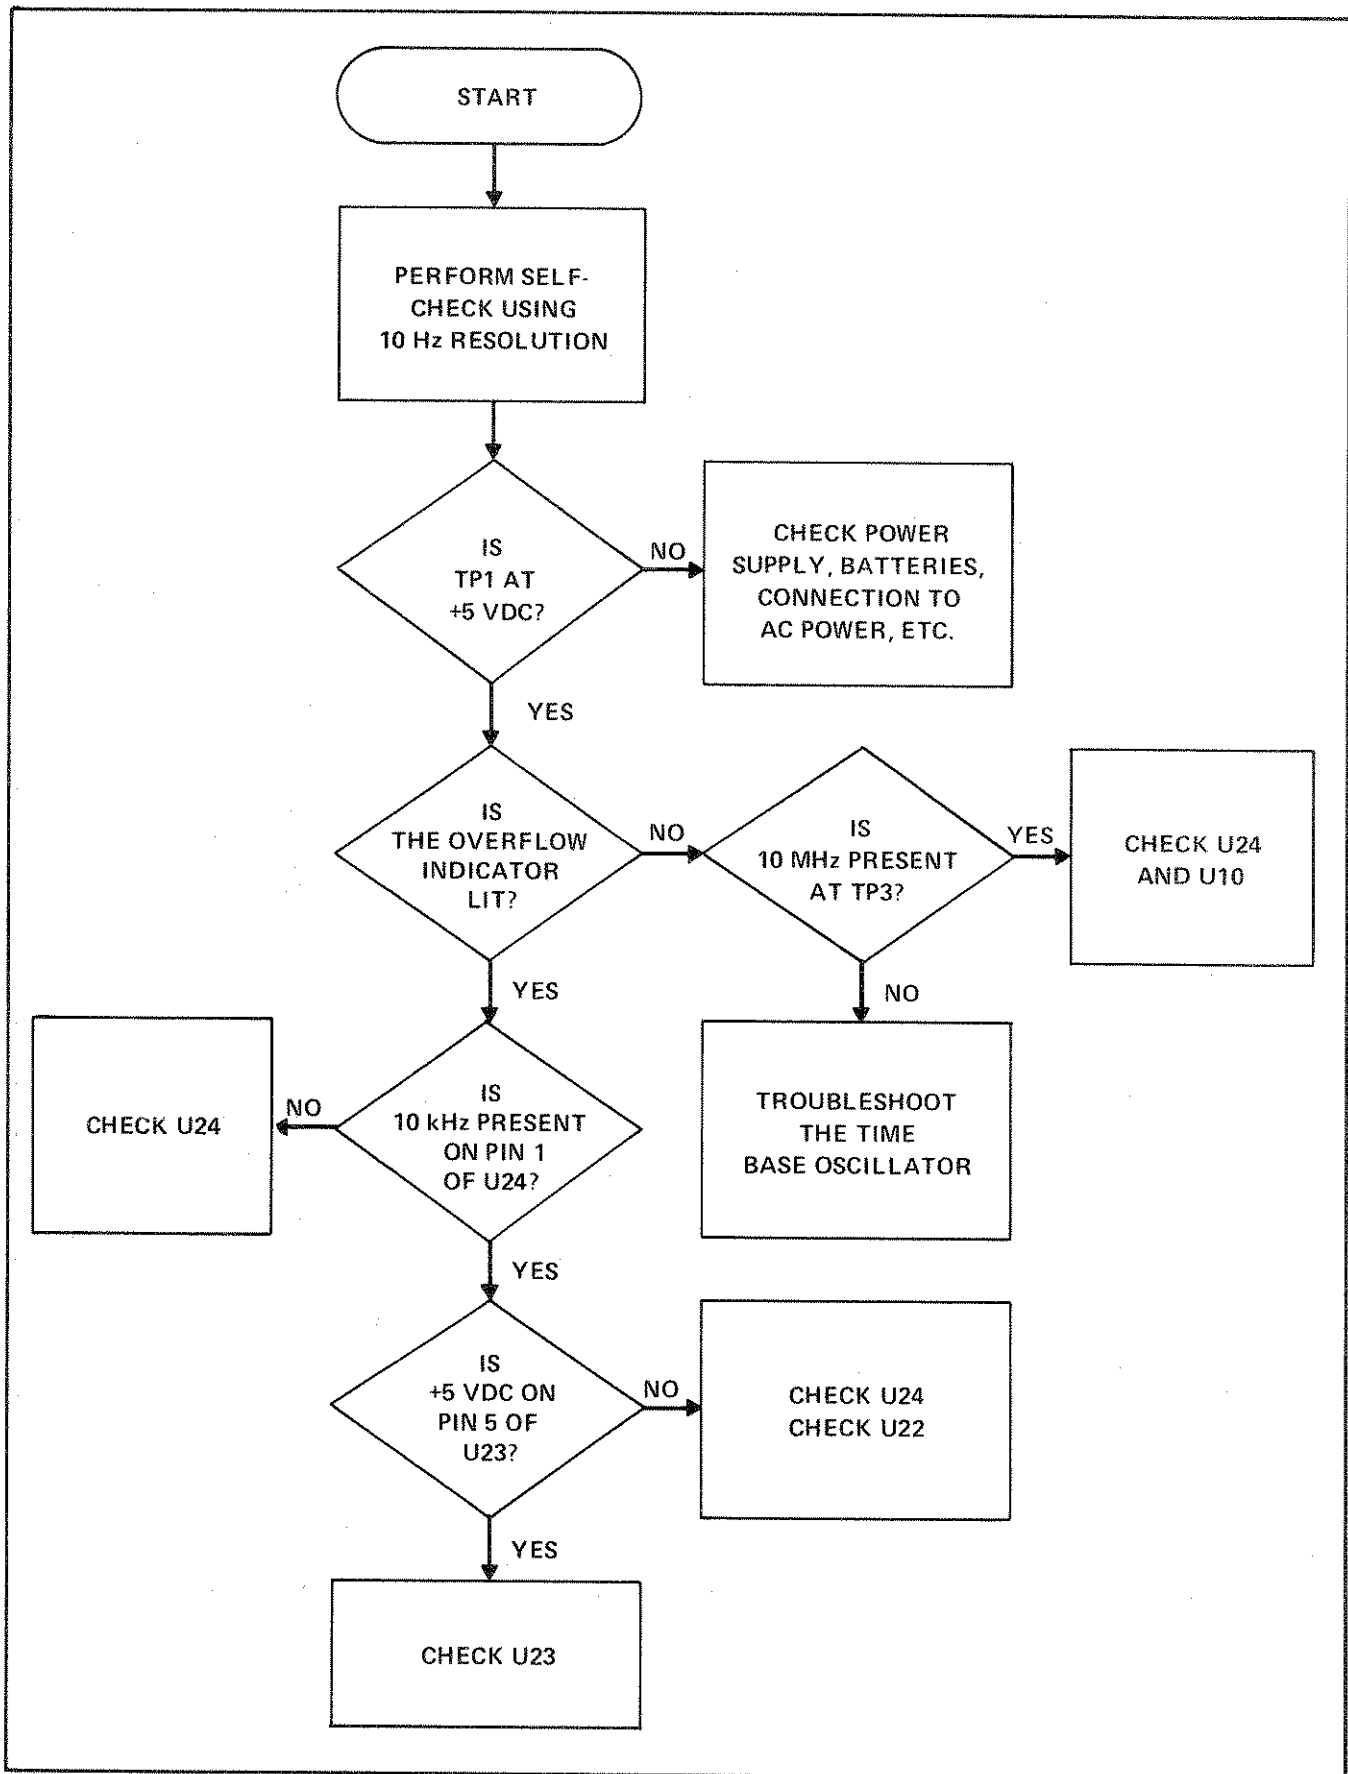 START
PERFORM SELF-
CHECK USING
10 Hz RESOLUTION
IS
TP1 AT
+5 VDC?
NO
CHECK POWER
SUPPLY, BATTERIES,
CONNECTION TO
AC POWER, ETC.
YES
IS
THE OVERFLOW
INDICATOR
LIT?
NO
IS
10 MHz PRESENT
AT TP3?
YES
CHECK U24
AND U10
YES
NO
CHECK U24
NO
IS
10 kHz PRESENT
ON PIN 1
OF U24?
TROUBLESHOOT
THE TIME
BASE OSCILLATOR
YES
IS
+5 VDC ON
PIN 5 OF
U23?
NO
CHECK U24
CHECK U22
YES
CHECK U23